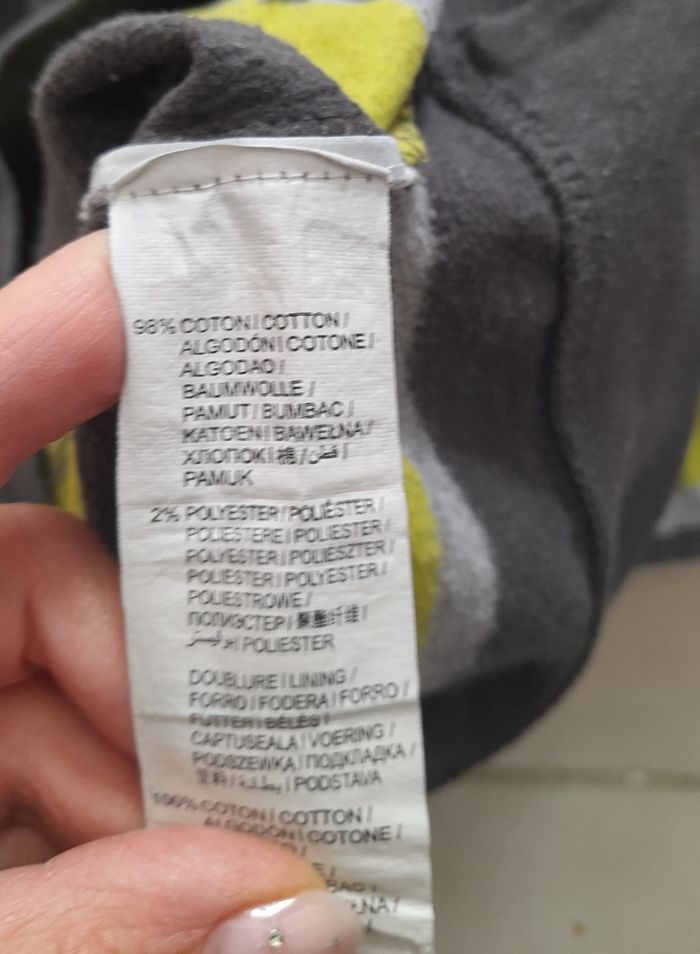 98% COTON / COTTON /
ALGODÓN / COTONE /
ALGODAO /
BAUMWOLLE /
PAMUT / BUMBAC /
KATOEN / BAWEŁNA /
ХЛОПОК / 棉 / قطن /
PAMUK
2% POLYESTER / POLIÉSTER /
POLIESTERE / POLIESTER /
POLYESTER / POLIÉSZTER /
POLIESTER / POLYESTER /
POLIESTROWE /
ПОЛИЭСТЕР / 聚酯纤维 /
بوليستر / POLIESTER
DOUBLURE / LINING /
FORRO / FODERA / FORRO /
FUTTER / BÉLÉS /
CAPTUSEALA / VOERING /
PODSZEWKA / ПОДКЛАДКА /
里料 / بطانة / PODSTAVA
100% COTON / COTTON /
ALGODÓN / COTONE /